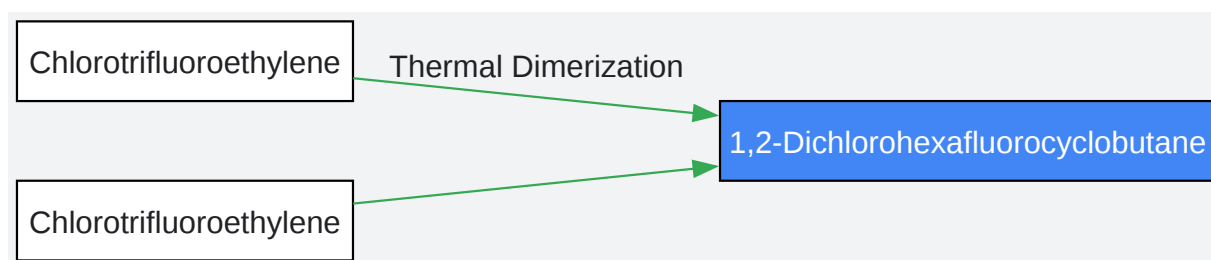 Chlorotrifluoroethylene
Thermal Dimerization
1,2-Dichlorohexafluorocyclobutane
Chlorotrifluoroethylene